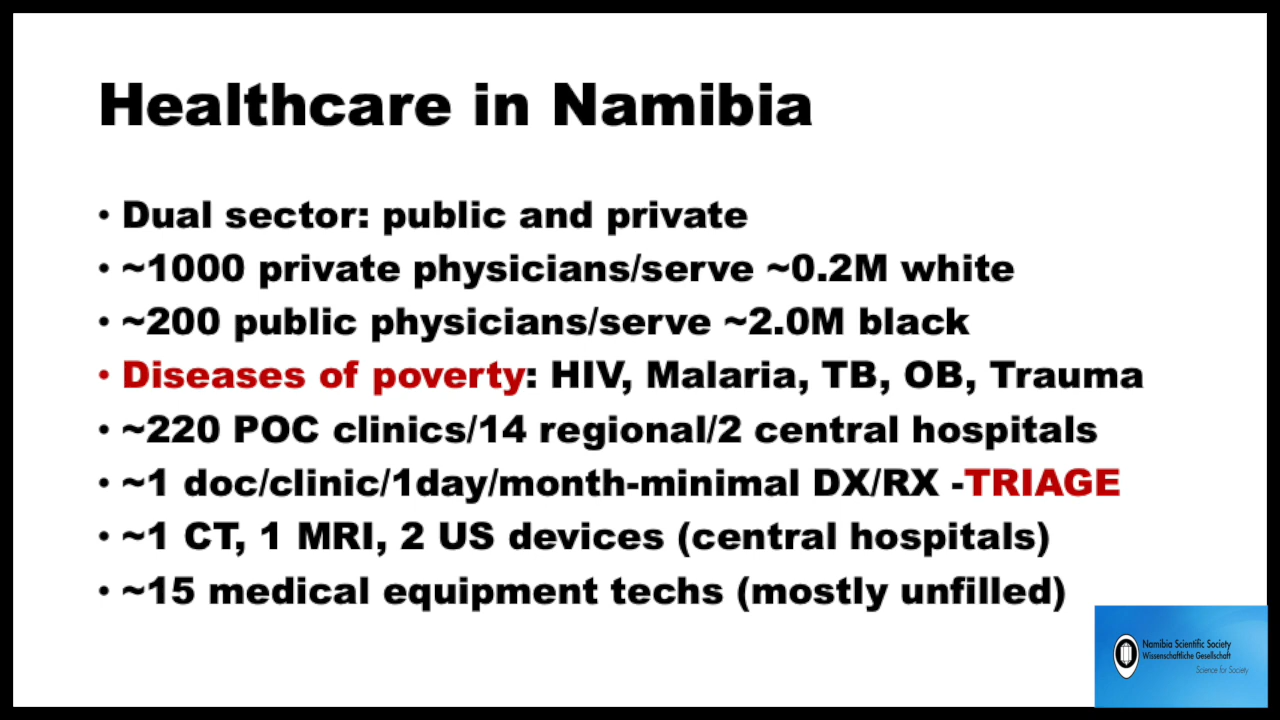 Healthcare in Namibia
• Dual sector: public and private
• ~1000 private physicians/serve ~0.2M white
• ~200 public physicians/serve ~2.0M black
• Diseases of poverty: HIV, Malaria, TB, OB, Trauma
• ~220 POC clinics/14 regional/2 central hospitals
• ~1 doc/clinic/1day/month-minimal DX/RX -TRIAGE
• ~1 CT, 1 MRI, 2 US devices (central hospitals)
• ~15 medical equipment techs (mostly unfilled)
Namibia Scientific Society
Wissenschaftliche Gesellschaft
Science for Society